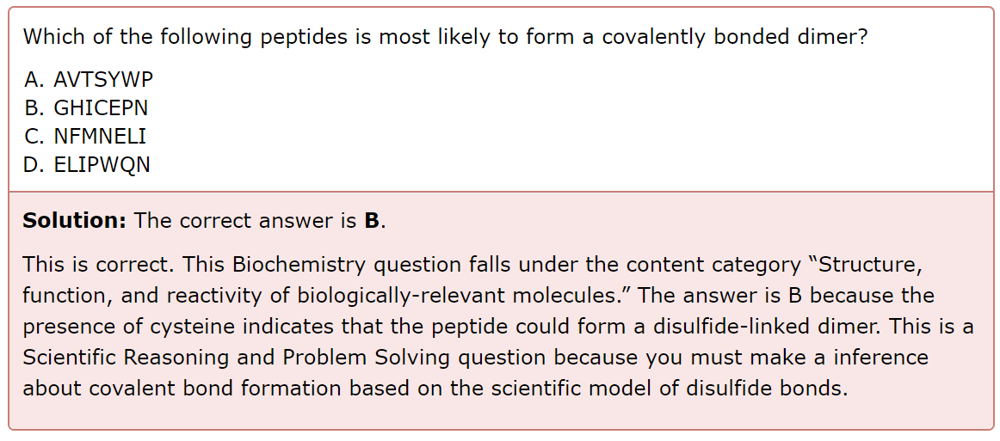 Which of the following peptides is most likely to form a covalently bonded dimer?
A. AVTSYWP
B. GHICEPN
C. NFMNELI
D. ELIPWQN
Solution: The correct answer is B.
This is correct. This Biochemistry question falls under the content category “Structure,
function, and reactivity of biologically-relevant molecules.” The answer is B because the
presence of cysteine indicates that the peptide could form a disulfide-linked dimer. This is a
Scientific Reasoning and Problem Solving question because you must make a inference
about covalent bond formation based on the scientific model of disulfide bonds.